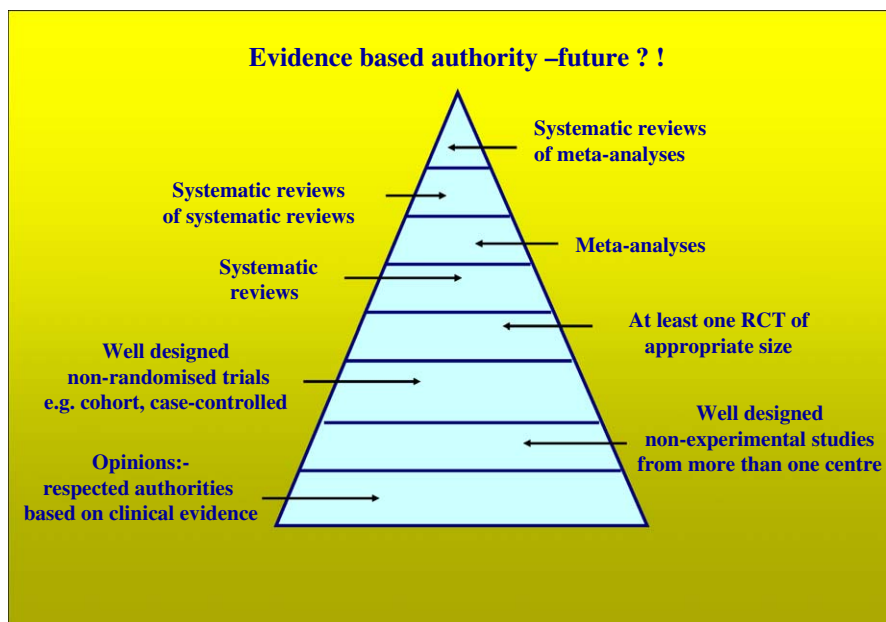 Evidence based authority –future ? !
Systematic reviews
of meta-analyses
Systematic reviews
of systematic reviews
Meta-analyses
Systematic
reviews
At least one RCT of
appropriate size
Well designed
non-randomised trials
e.g. cohort, case-controlled
Well designed
non-experimental studies
from more than one centre
Opinions:-
respected authorities
based on clinical evidence